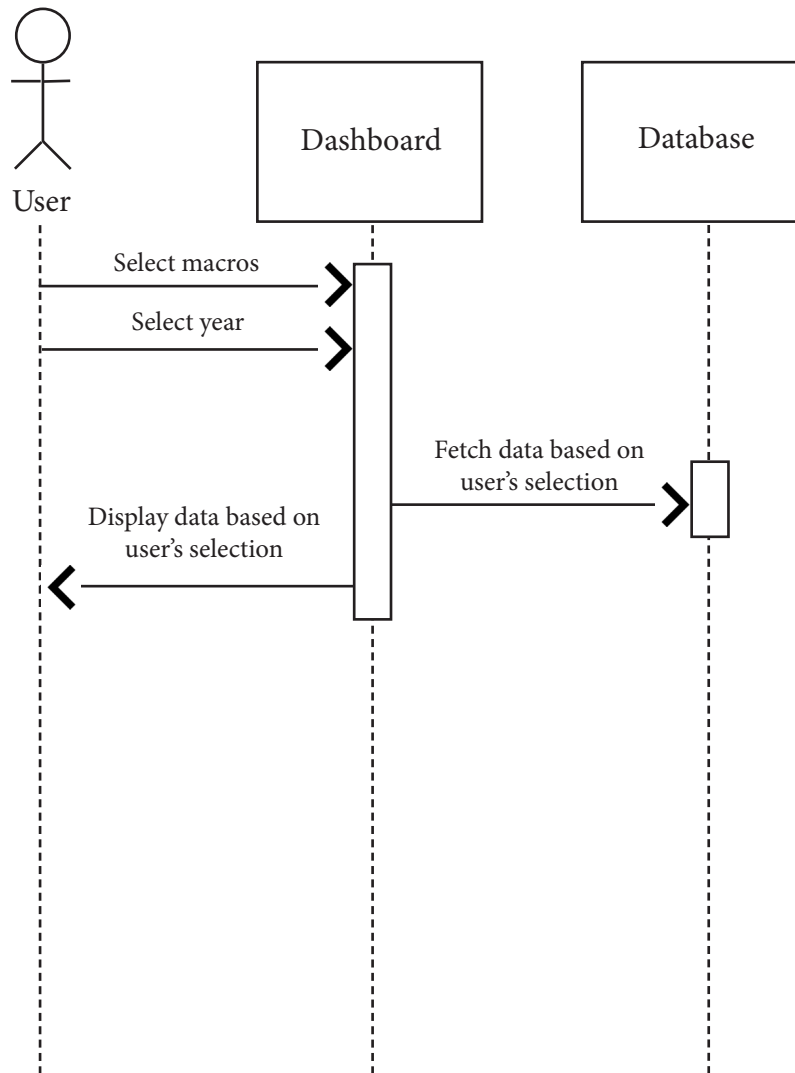 User
Dashboard
Database
Select macros
Select year
Fetch data based on
user’s selection
Display data based on
user’s selection